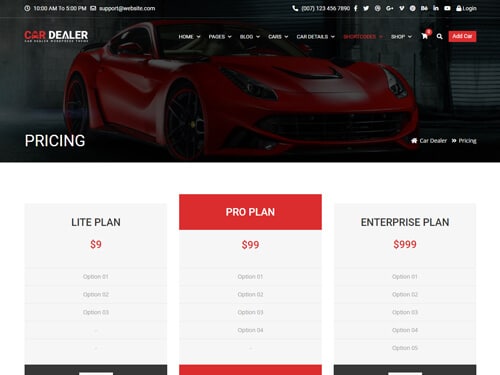 10:00 AM To 5:00 PM support@website.com (007) 123 456 7890 Login
CAR DEALER
CAR DEALER WORDPRESS THEME
HOME PAGES BLOG CARS CAR DETAILS SHORTCODES SHOP 0 Add Car
PRICING
Car Dealer » Pricing
LITE PLAN
$9
Option 01
Option 02
Option 03
-
-
PRO PLAN
$99
Option 01
Option 02
Option 03
Option 04
-
ENTERPRISE PLAN
$999
Option 01
Option 02
Option 03
Option 04
Option 05